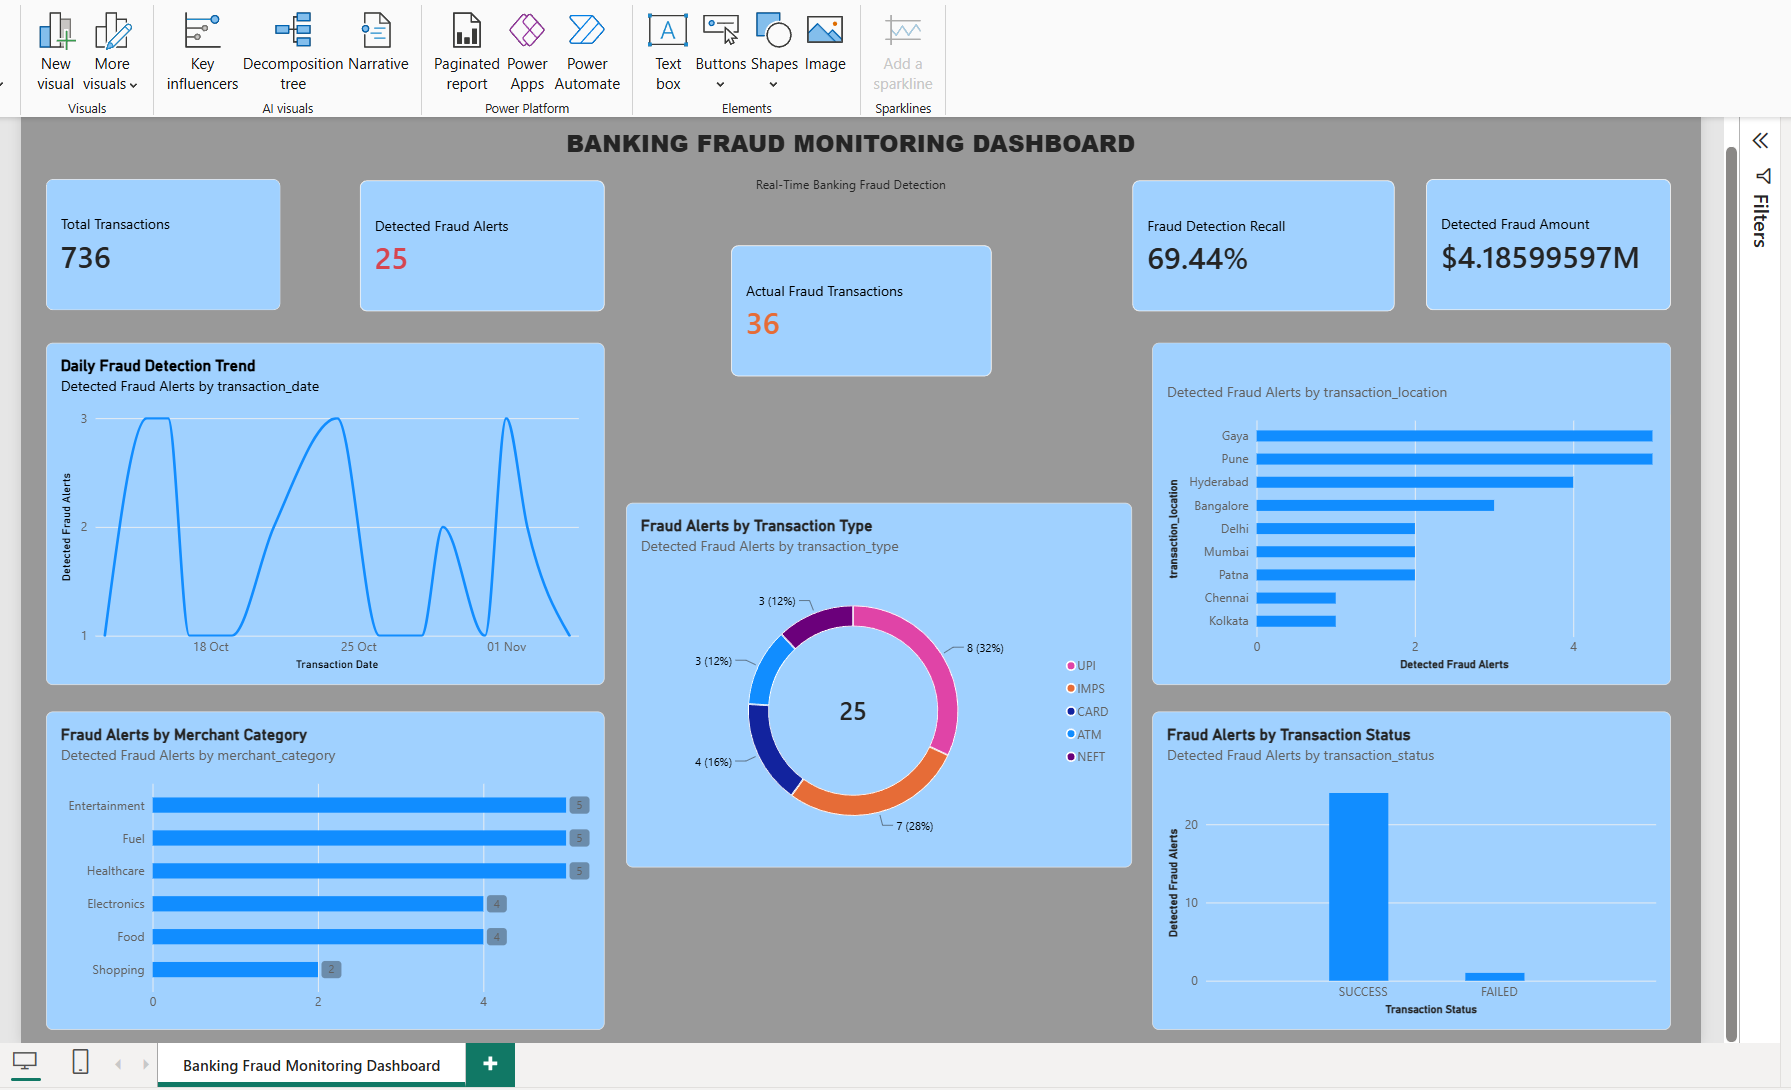 New visual
More visuals
Key influencers
Decomposition tree
Narrative
Paginated report
Power Apps
Power Automate
Text box
Buttons
Shapes
Image
Add a sparkline
Visuals
AI visuals
Power Platform
Elements
Sparklines
BANKING FRAUD MONITORING DASHBOARD
Real-Time Banking Fraud Detection
Total Transactions
736
Detected Fraud Alerts
25
Actual Fraud Transactions
36
Fraud Detection Recall
69.44%
Detected Fraud Amount
$4.18599597M
Filters
Daily Fraud Detection Trend
Detected Fraud Alerts by transaction_date
Detected Fraud Alerts
3
2
1
18 Oct
25 Oct
01 Nov
Transaction Date
Detected Fraud Alerts by transaction_location
transaction_location
Gaya
Pune
Hyderabad
Bangalore
Delhi
Mumbai
Patna
Chennai
Kolkata
0
2
4
Detected Fraud Alerts
Fraud Alerts by Transaction Type
Detected Fraud Alerts by transaction_type
3 (12%)
8 (32%)
3 (12%)
4 (16%)
7 (28%)
25
UPI
IMPS
CARD
ATM
NEFT
Fraud Alerts by Merchant Category
Detected Fraud Alerts by merchant_category
Entertainment 5
Fuel 5
Healthcare 5
Electronics 4
Food 4
Shopping 2
0
2
4
Fraud Alerts by Transaction Status
Detected Fraud Alerts by transaction_status
Detected Fraud Alerts
20
10
0
SUCCESS
FAILED
Transaction Status
Banking Fraud Monitoring Dashboard